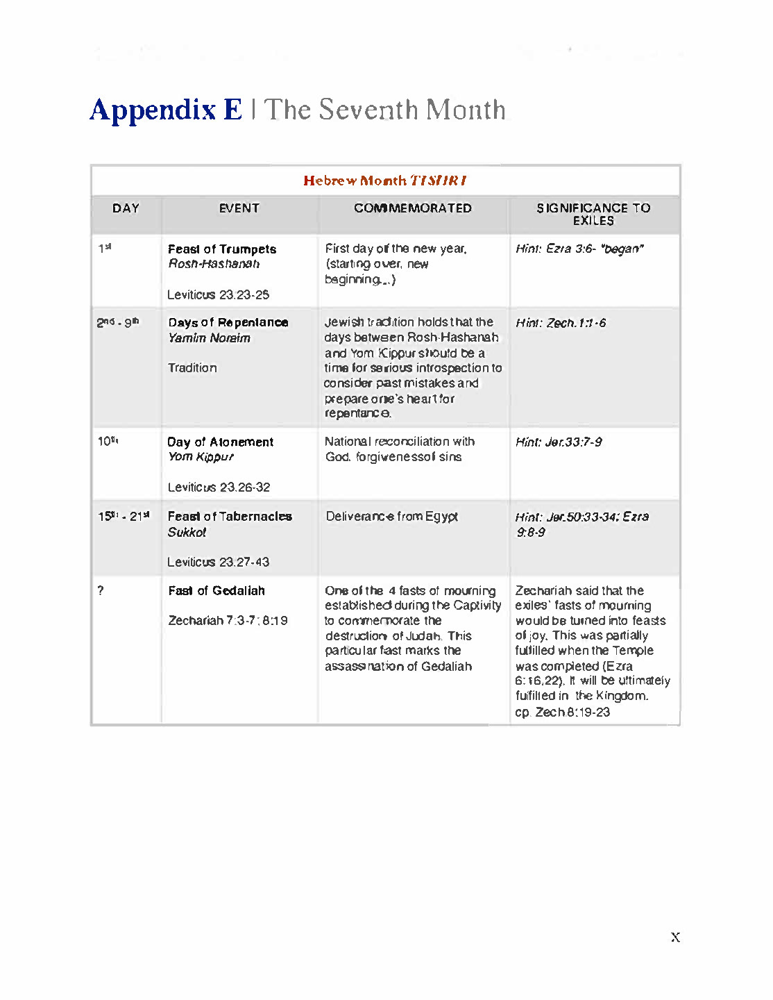 Appendix E | The Seventh Month
Hebrew Month TISHRI
DAY EVENT COMMEMORATED SIGNIFICANCE TO
EXILES
1st Feast of Trumpets First day of the new year, Hint: Ezra 3:6- "began"
Rosh-Hashanah (starting over, new
beginning...)
Leviticus 23.23-25
2nd - 9th Days of Repentance Jewish tradition holds that the Hint: Zech. 1:1-6
Yamim Noraim days between Rosh-Hashanah
and Yom Kippur should be a
Tradition time for serious introspection to
consider past mistakes and
prepare one's heart for
repentance.
10th Day of Atonement National reconciliation with Hint: Jer.33:7-9
Yom Kippur God, forgiveness of sins
Leviticus 23.26-32
15th - 21st Feast of Tabernacles Deliverance from Egypt Hint: Jer.50:33-34; Ezra
Sukkot 9:8-9
Leviticus 23.27-43
? Fast of Gedaliah One of the 4 fasts of mourning Zechariah said that the
established during the Captivity exiles' fasts of mourning
Zechariah 7:3-7; 8:19 to commemorate the would be turned into feasts
destruction of Judah. This of joy. This was partially
particular fast marks the fulfilled when the Temple
assassination of Gedaliah was completed (Ezra
6:16,22). It will be ultimately
fulfilled in the Kingdom.
cp. Zech.8:19-23
X